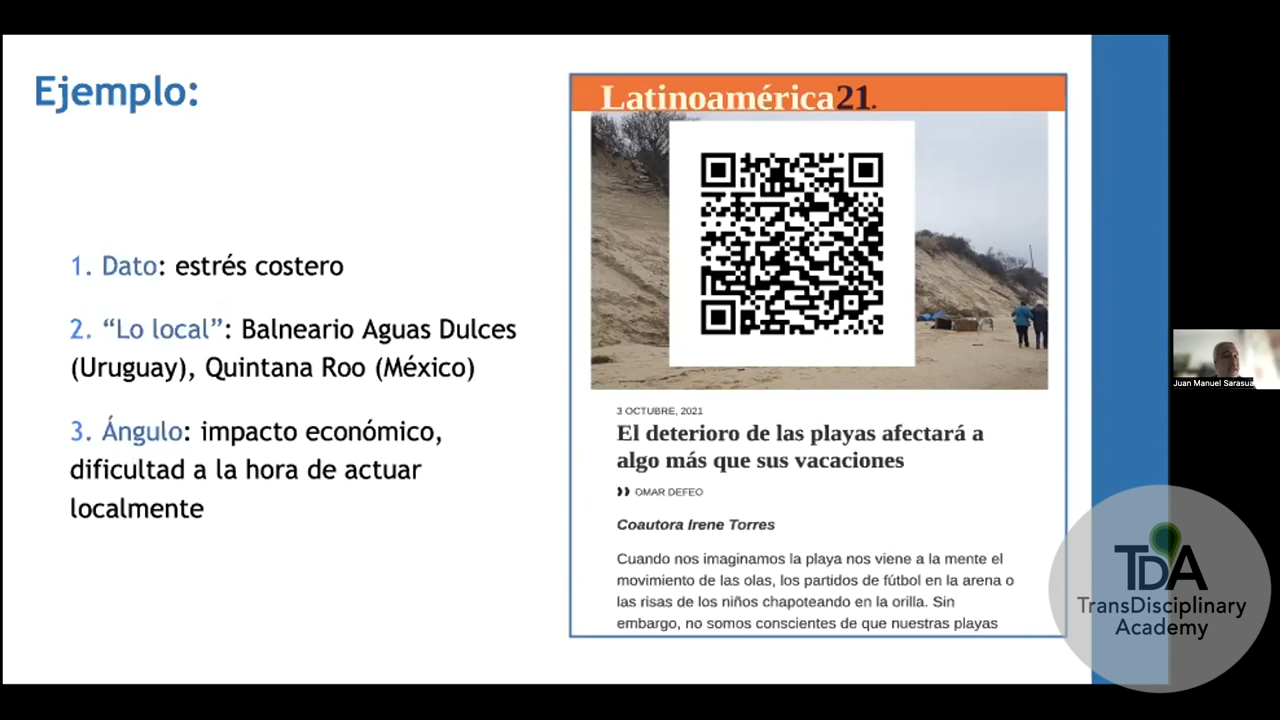 Ejemplo:
1. Dato: estrés costero
2. “Lo local”: Balneario Aguas Dulces
(Uruguay), Quintana Roo (México)
3. Ángulo: impacto económico,
dificultad a la hora de actuar
localmente
Latinoamérica21.
3 OCTUBRE, 2021
El deterioro de las playas afectará a
algo más que sus vacaciones
OMAR DEFEO
Coautora Irene Torres
Cuando nos imaginamos la playa nos viene a la mente el
movimiento de las olas, los partidos de fútbol en la arena o
las risas de los niños chapoteando en la orilla. Sin
embargo, no somos conscientes de que nuestras playas
Juan Manuel Sarasua
TDA
TransDisciplinary
Academy